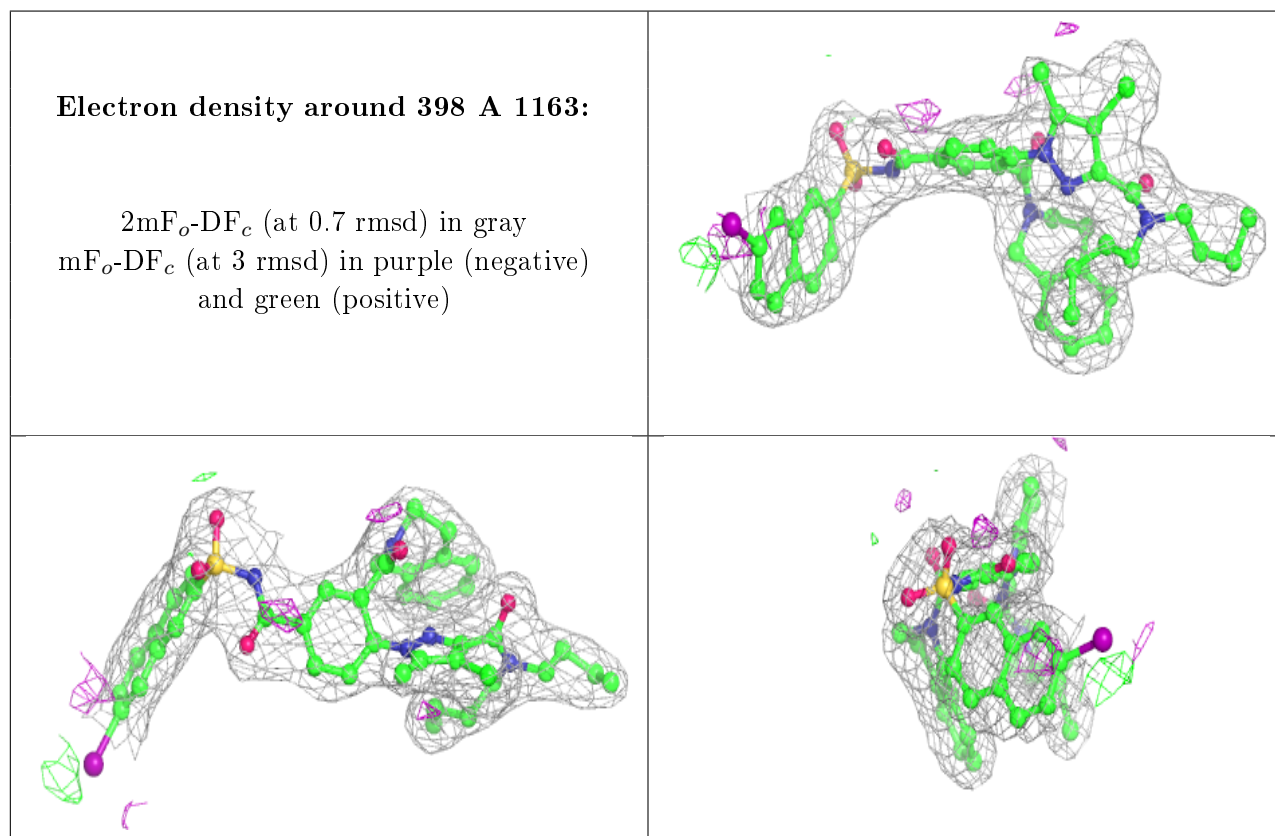 Electron density around 398 A 1163:
2mFo-DFc (at 0.7 rmsd) in gray
mFo-DFc (at 3 rmsd) in purple (negative)
and green (positive)